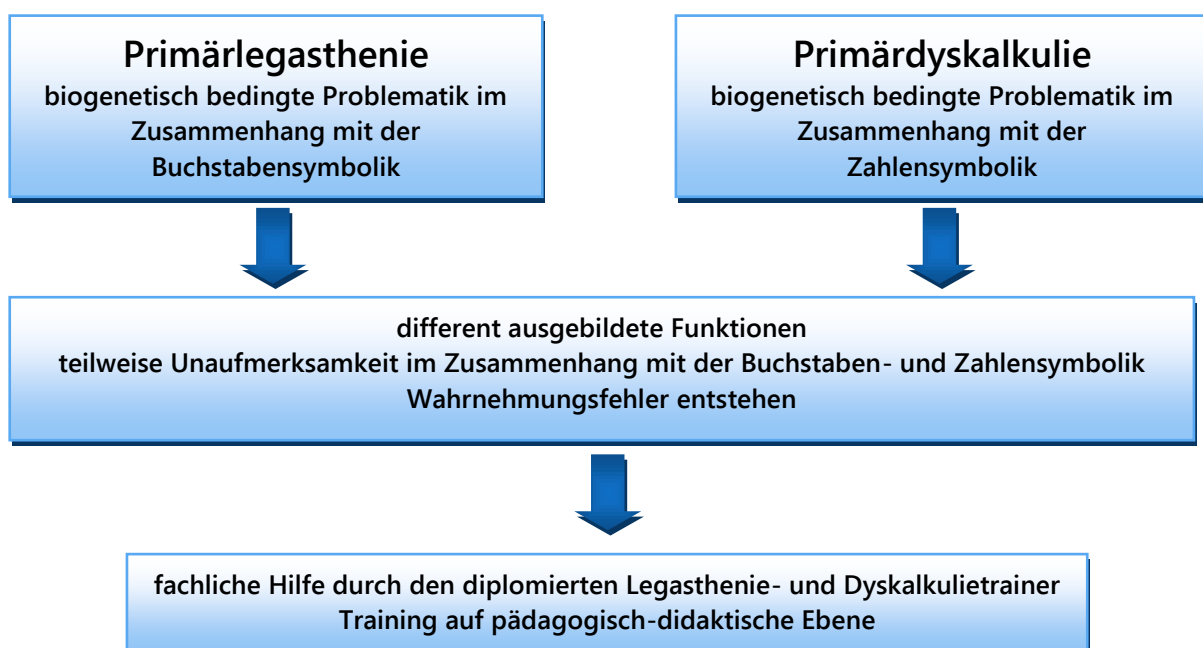 Primärlegasthenie
biogenetisch bedingte Problematik im
Zusammenhang mit der
Buchstabensymbolik
Primärdyskalkulie
biogenetisch bedingte Problematik im
Zusammenhang mit der
Zahlensymbolik
different ausgebildete Funktionen
teilweise Unaufmerksamkeit im Zusammenhang mit der Buchstaben- und Zahlensymbolik
Wahrnehmungsfehler entstehen
fachliche Hilfe durch den diplomierten Legasthenie- und Dyskalkulietrainer
Training auf pädagogisch-didaktische Ebene